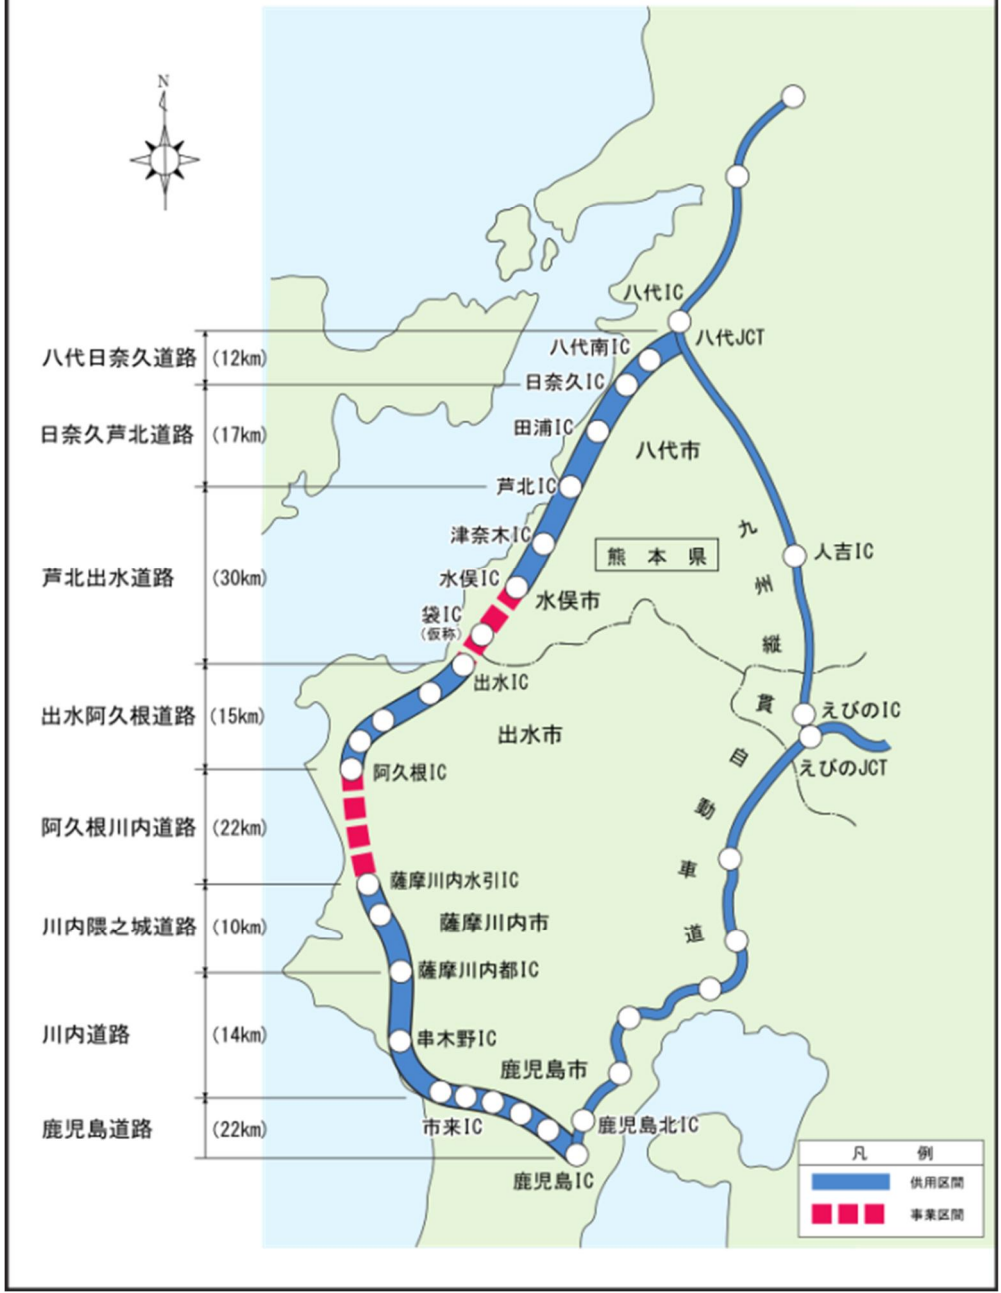 N
八代IC
八代JCT
八代南IC
八代日奈久道路 (12km)
日奈久IC
田浦IC
日奈久芦北道路 (17km)
八代市
芦北IC
津奈木IC
九州縦貫自動車道
熊本県
人吉IC
芦北出水道路 (30km)
水俣IC
水俣市
袋IC
(仮称)
出水IC
出水阿久根道路 (15km)
えびのIC
出水市
えびのJCT
阿久根IC
阿久根川内道路 (22km)
薩摩川内水引IC
川内隈之城道路 (10km)
薩摩川内市
薩摩川内都IC
川内道路 (14km)
串木野IC
鹿児島市
鹿児島道路 (22km)
市来IC
鹿児島北IC
鹿児島IC
凡 例
供用区間
事業区間